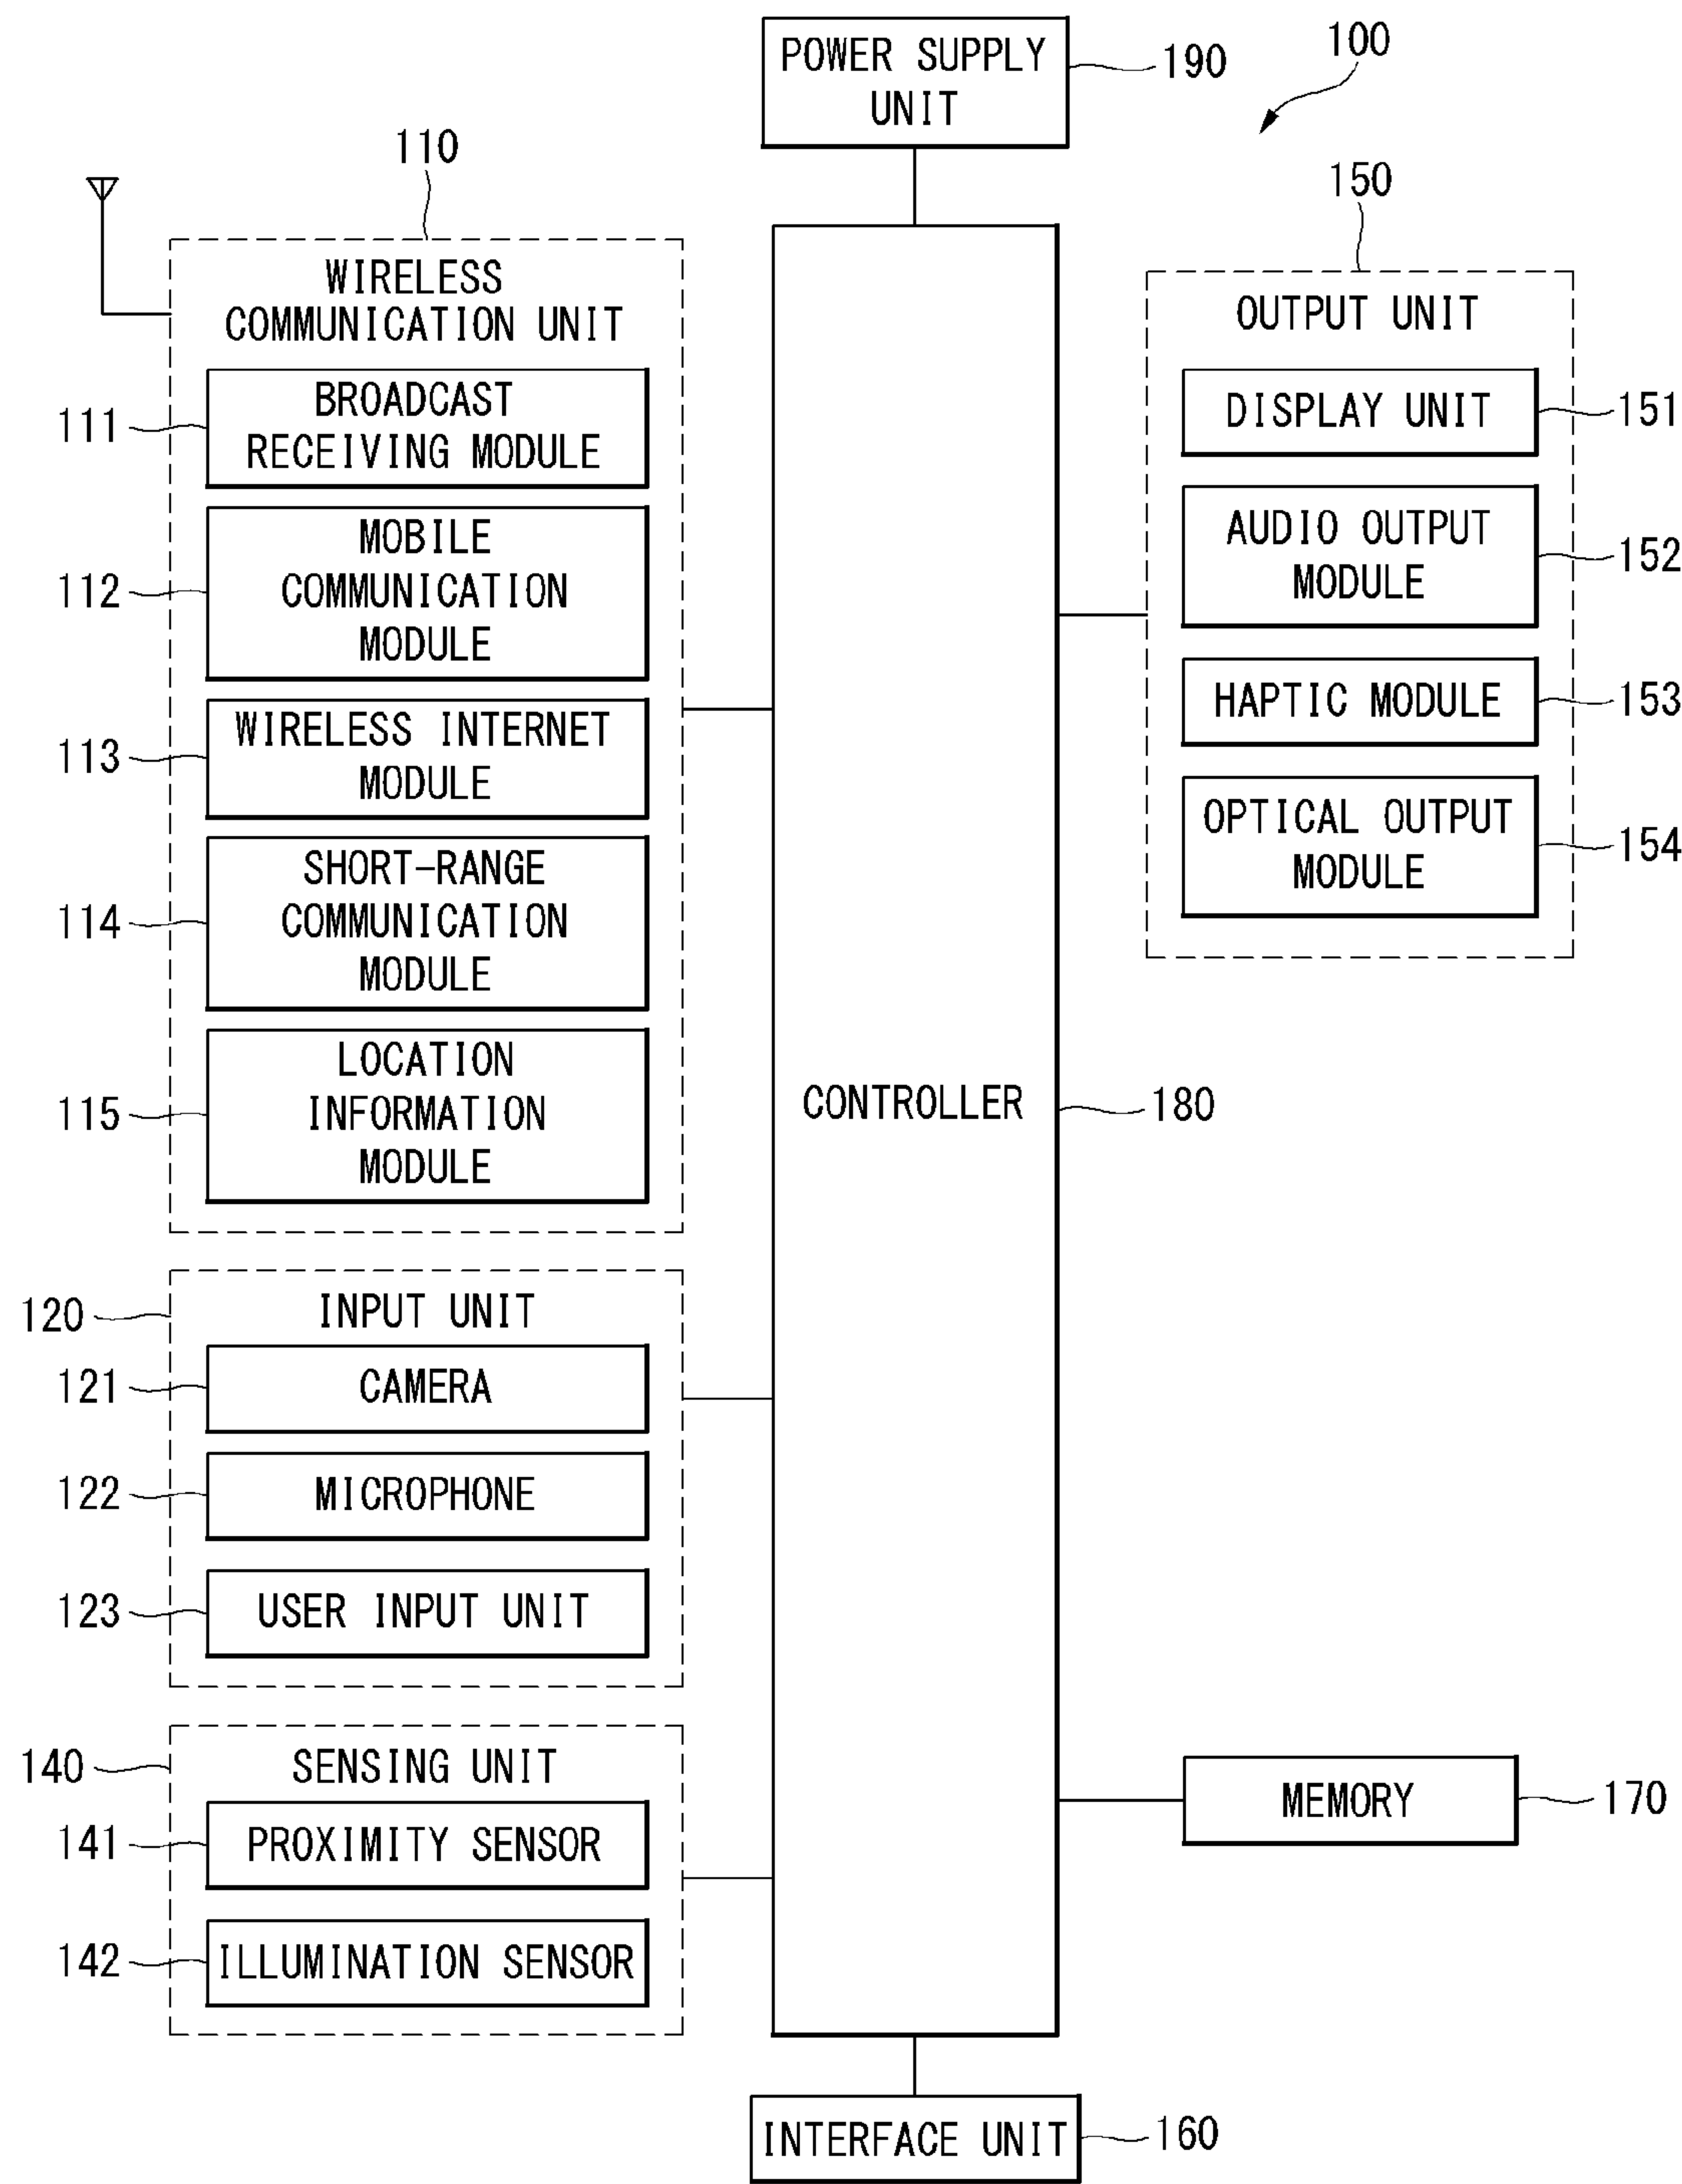 POWER SUPPLY
UNIT
190
100
110
WIRELESS
COMMUNICATION UNIT
BROADCAST
RECEIVING MODULE
111
MOBILE
COMMUNICATION
MODULE
112
WIRELESS INTERNET
MODULE
113
SHORT-RANGE
COMMUNICATION
MODULE
114
LOCATION
INFORMATION
MODULE
115
120
INPUT UNIT
121
CAMERA
122
MICROPHONE
123
USER INPUT UNIT
140
SENSING UNIT
141
PROXIMITY SENSOR
142
ILLUMINATION SENSOR
CONTROLLER
180
150
OUTPUT UNIT
DISPLAY UNIT
151
AUDIO OUTPUT
MODULE
152
HAPTIC MODULE
153
OPTICAL OUTPUT
MODULE
154
MEMORY
170
INTERFACE UNIT
160